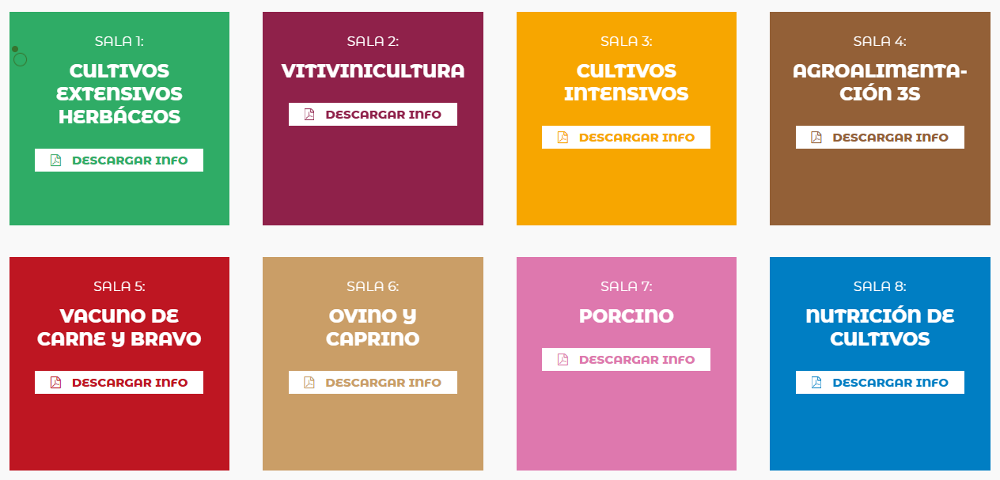 SALA 1:
CULTIVOS
EXTENSIVOS
HERBÁCEOS
DESCARGAR INFO
SALA 2:
VITIVINICULTURA
DESCARGAR INFO
SALA 3:
CULTIVOS
INTENSIVOS
DESCARGAR INFO
SALA 4:
AGROALIMENTA-
CIÓN 3S
DESCARGAR INFO
SALA 5:
VACUNO DE
CARNE Y BRAVO
DESCARGAR INFO
SALA 6:
OVINO Y
CAPRINO
DESCARGAR INFO
SALA 7:
PORCINO
DESCARGAR INFO
SALA 8:
NUTRICIÓN DE
CULTIVOS
DESCARGAR INFO